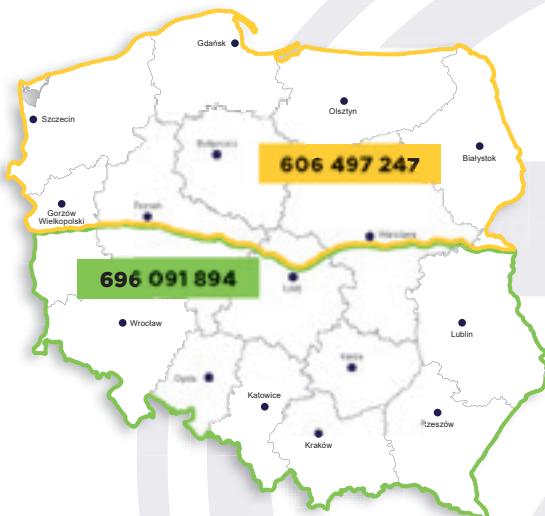 Gdańsk
Olsztyn
Szczecin
Bydgoszcz
606 497 247
Białystok
Poznań
Gorzów
Wielkopolski
Warszawa
696 091 894
Łódź
Wrocław
Lublin
Opole
Katowice
Rzeszów
Kraków